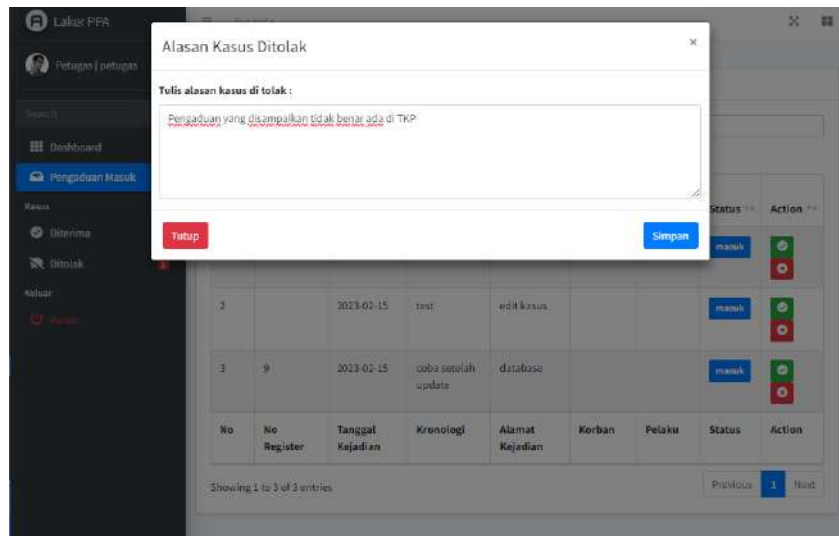 Lakor PPA
Alasan Kasus Ditolak
×
Petugas | petugas
Tulis alasan kasus di tolak :
Pengaduan yang disampaikan tidak benar ada di TKP
Search
Dashboard
Pengaduan Masuk
Kasus
Diterima
Ditolak
Keluar
Tutup
Simpan
Status
Action
masuk
2
2023-02-15
test
edit kasus
masuk
3
9
2023-02-15
coba setelah
update
database
masuk
No
No
Register
Tanggal
Kejadian
Kronologi
Alamat
Kejadian
Korban
Pelaku
Status
Action
Showing 1 to 3 of 3 entries
Previous
1
Next